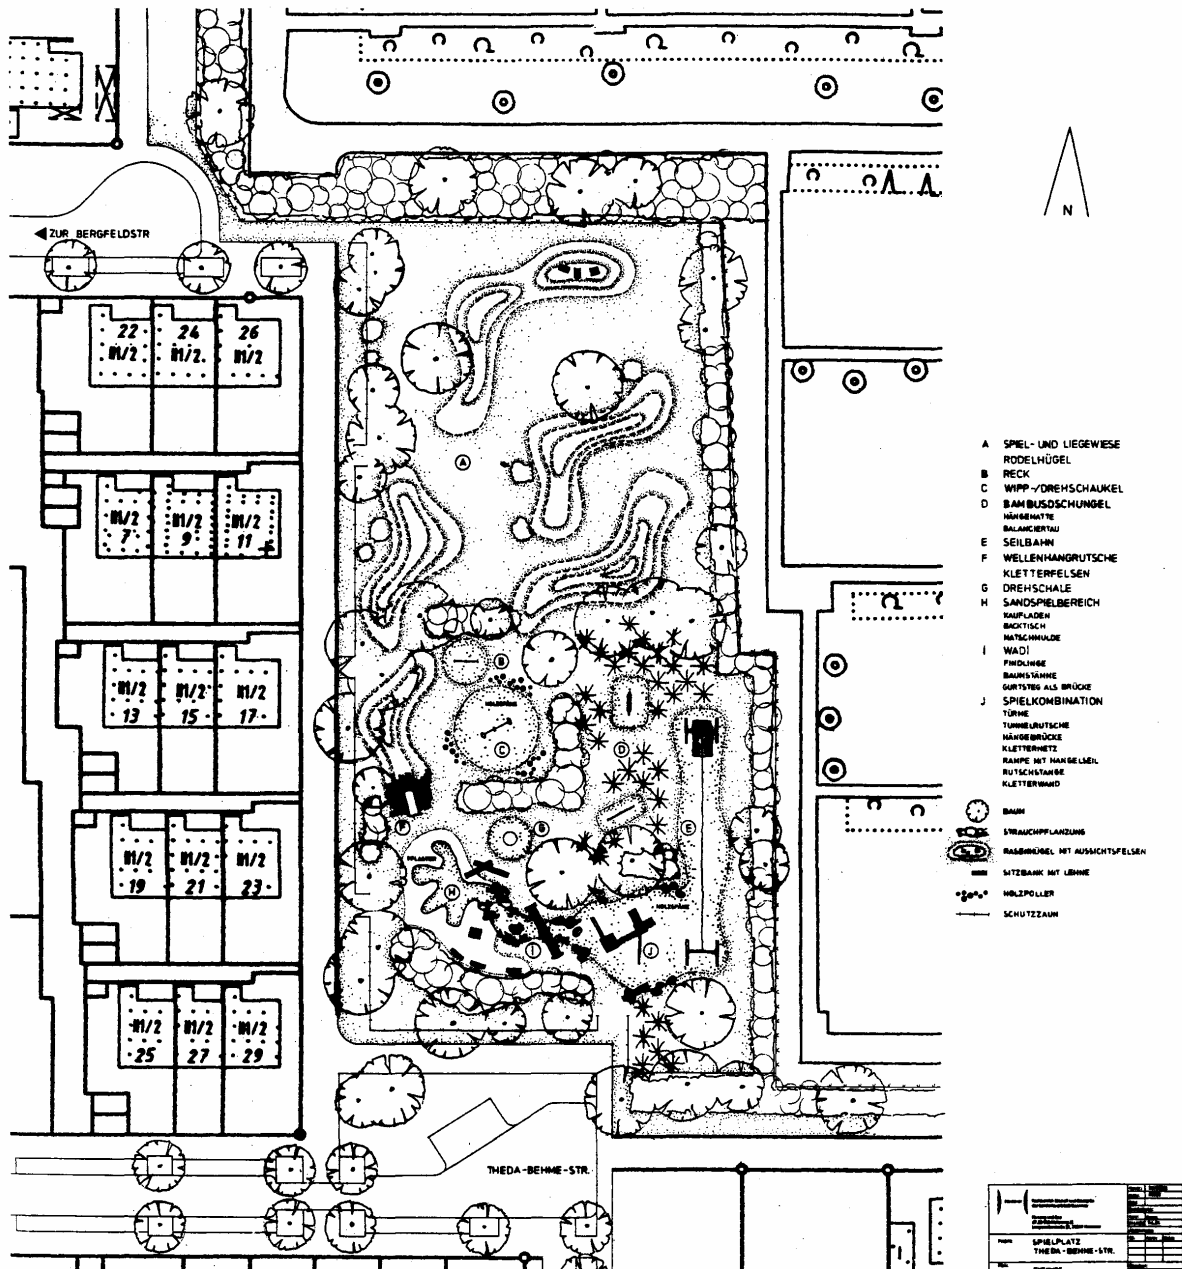 N
◀ ZUR BERGFELDSTR
22 24 26
III/2 III/2 III/2
III/2 III/2 III/2
7 9 11
III/2 III/2 III/2
13 15 17
III/2 III/2 III/2
19 21 23
III/2 III/2 III/2
25 27 29
A
B
HOLZSPÄNE
C
D
F
G
E
PFLASTER
H
HOLZSPÄNE
I
J
THEDA-BEHME-STR.
A SPIEL- UND LIEGEWIESE
RODELHÜGEL
B RECK
C WIPP-/DREHSCHAUKEL
D BAMBUSDSCHUNGEL
HÄNGEMATTE
BALANCIERTAU
E SEILBAHN
F WELLENHANGRUTSCHE
KLETTERFELSEN
G DREHSCHALE
H SANDSPIELBEREICH
KAUFLADEN
BACKTISCH
MATSCHMULDE
I WADI
FINDLINGE
BAUMSTÄMME
GURTSTEG ALS BRÜCKE
J SPIELKOMBINATION
TÜRME
TUNNELRUTSCHE
HÄNGEBRÜCKE
KLETTERNETZ
RAMPE MIT HANGELSEIL
RUTSCHSTANGE
KLETTERWAND
BAUM
STRAUCHPFLANZUNG
RASENHÜGEL MIT AUSSICHTSFELSEN
SITZBANK MIT LEHNE
HOLZPOLLER
SCHUTZZAUN
SPIELPLATZ
THEDA-BEHME-STR.